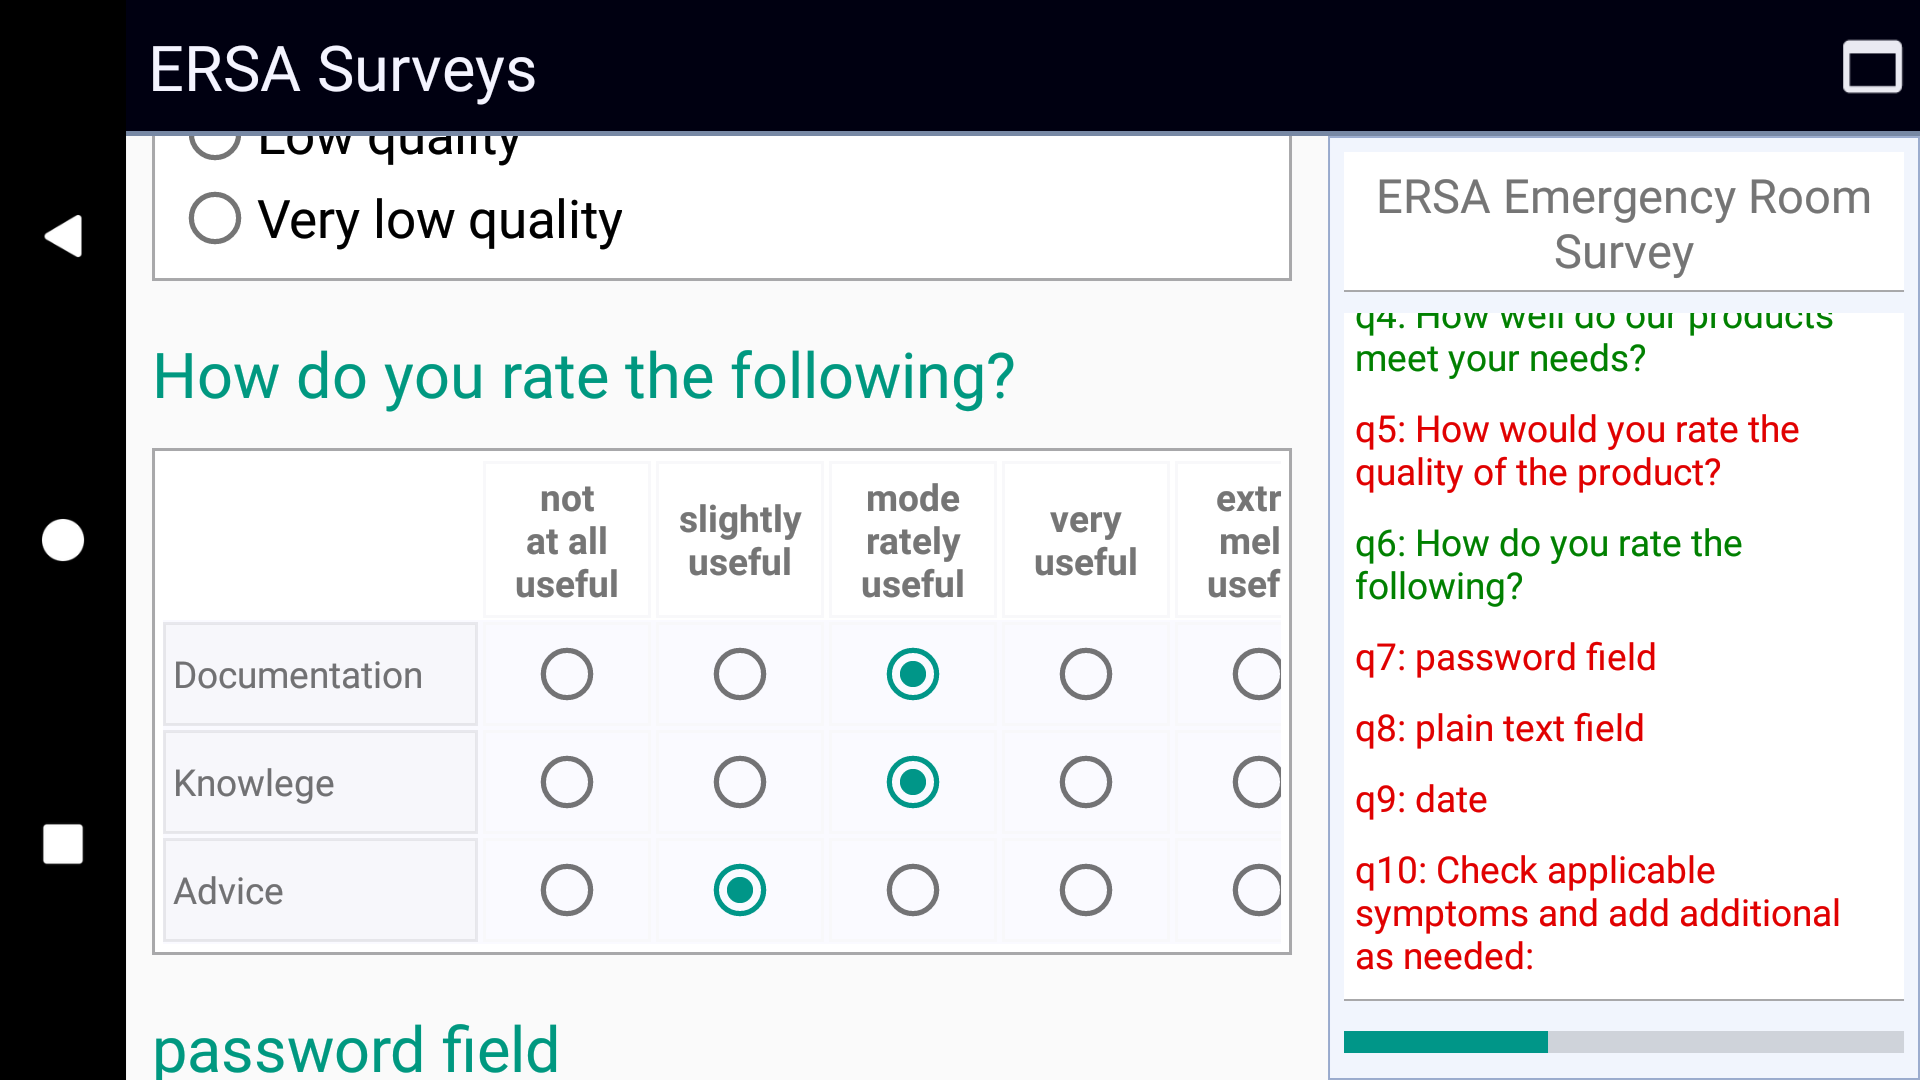 ERSA Surveys
Low quality
Very low quality
How do you rate the following?
not
at all
useful
slightly
useful
mode
rately
useful
very
useful
extr
mel
usef
Documentation
Knowlege
Advice
password field
ERSA Emergency Room
Survey
q4: How well do our products
meet your needs?
q5: How would you rate the
quality of the product?
q6: How do you rate the
following?
q7: password field
q8: plain text field
q9: date
q10: Check applicable
symptoms and add additional
as needed: